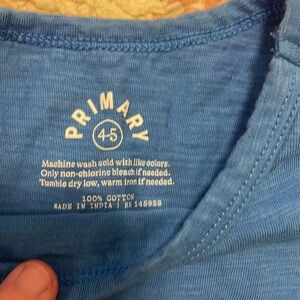 PRIMARY
4-5
Machine wash cold with like colors.
Only non-chlorine bleach if needed.
Tumble dry low, warm iron if needed.
100% COTTON
MADE IN INDIA | RN 145938